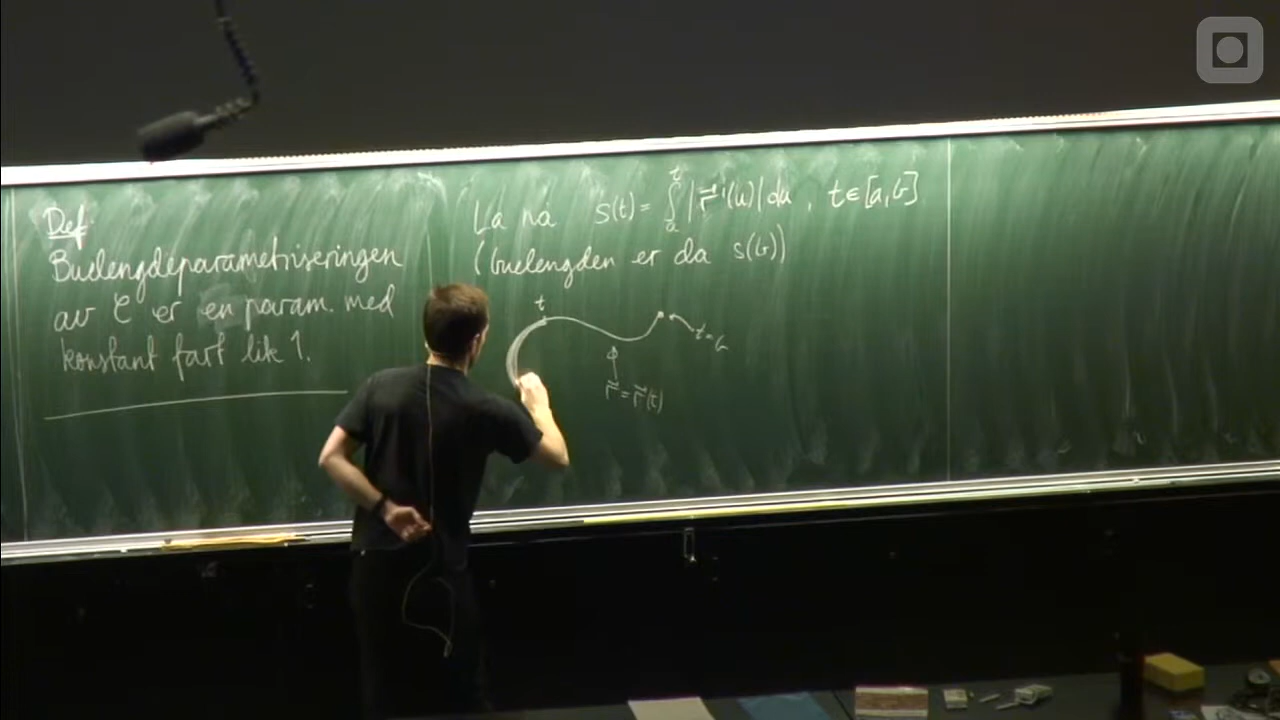 Def.
Buelengdeparametriseringen
av C er en param. med
konstant fart lik 1.
La nå s(t) = ∫ₐᵗ |r⃗'(u)| du , t ∈ [a,b]
(buelengden er da s(b))
t
t=b
r⃗ = r⃗(t)